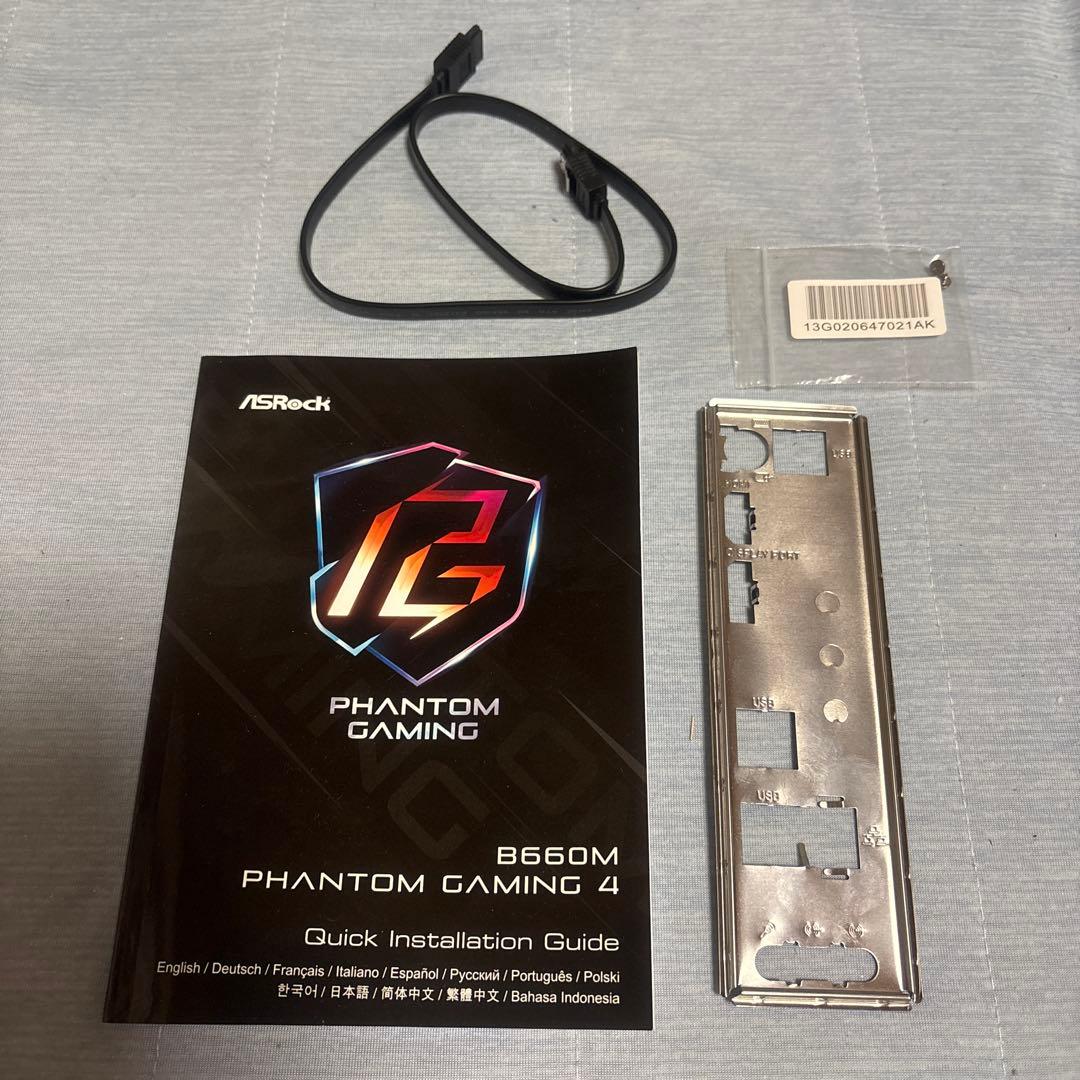 13G020647021AK
ASRock
PHANTOM
GAMING
B660M
PHANTOM GAMING 4
Quick Installation Guide
English / Deutsch / Français / Italiano / Español / Русский / Português / Polski
한국어 / 日本語 / 简体中文 / 繁體中文 / Bahasa Indonesia
USB
DISPLAY PORT
USB
USB